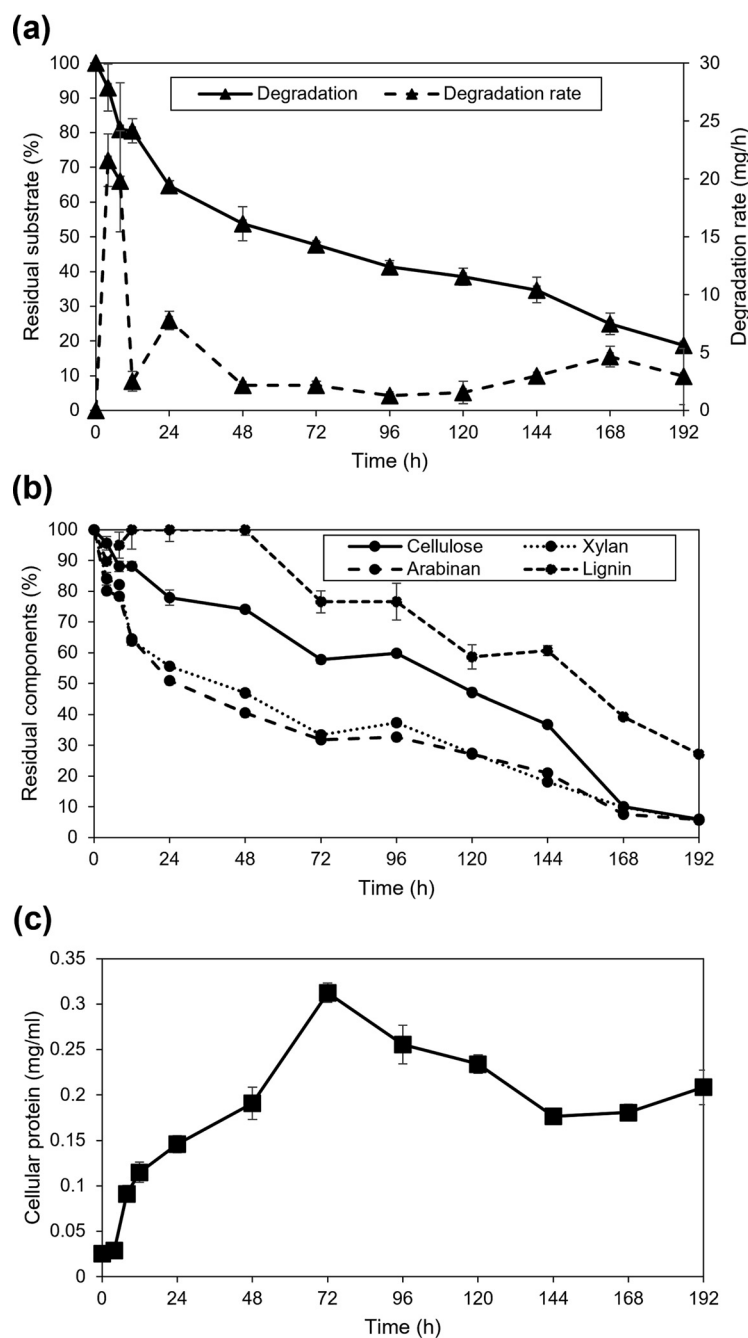 (a)
100
90
80
70
60
50
40
30
20
10
0
Residual substrate (%)
Degradation
Degradation rate
30
25
20
15
10
5
0
Degradation rate (mg/h)
0 24 48 72 96 120 144 168 192
Time (h)
(b)
100
90
80
70
60
50
40
30
20
10
0
Residual components (%)
Cellulose
Xylan
Arabinan
Lignin
0 24 48 72 96 120 144 168 192
Time (h)
(c)
0.35
0.3
0.25
0.2
0.15
0.1
0.05
0
Cellular protein (mg/ml)
0 24 48 72 96 120 144 168 192
Time (h)